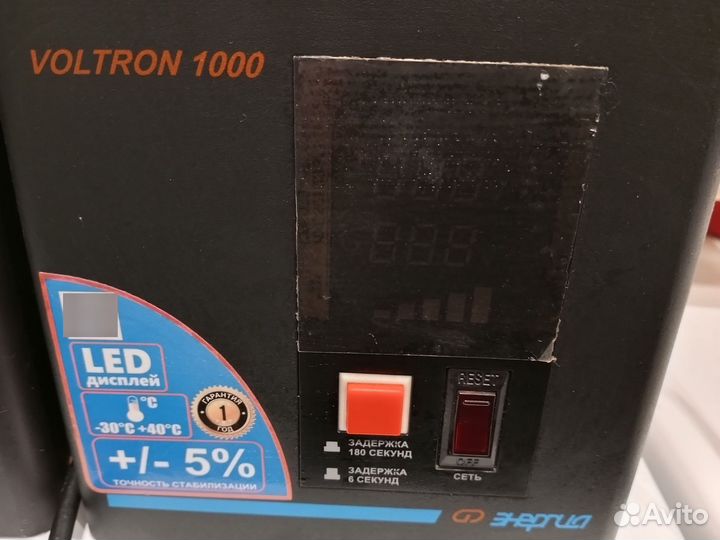 VOLTRON 1000
LED
дисплей
°C
-30°C +40°C
ГАРАНТИЯ
1
ГОД
+/- 5%
ТОЧНОСТЬ СТАБИЛИЗАЦИИ
RESET
OFF
СЕТЬ
ЗАДЕРЖКА
180 СЕКУНД
ЗАДЕРЖКА
6 СЕКУНД
энергия
Avito